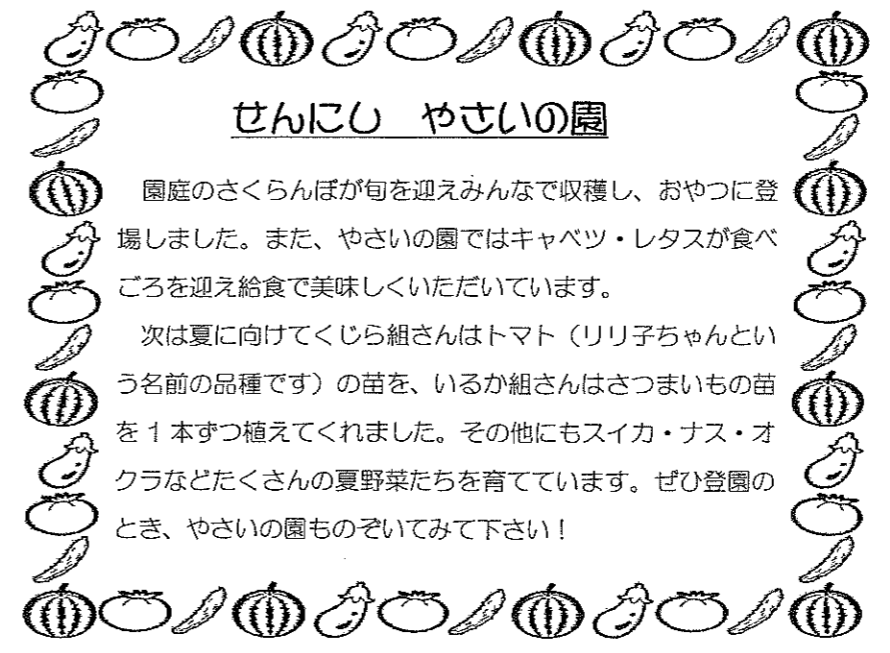 せんにし　やさいの園
　園庭のさくらんぼが旬を迎えみんなで収穫し、おやつに登
場しました。また、やさいの園ではキャベツ・レタスが食べ
ごろを迎え給食で美味しくいただいています。
　次は夏に向けてくじら組さんはトマト（リリ子ちゃんとい
う名前の品種です）の苗を、いるか組さんはさつまいもの苗
を１本ずつ植えてくれました。その他にもスイカ・ナス・オ
クラなどたくさんの夏野菜たちを育てています。ぜひ登園の
とき、やさいの園ものぞいてみて下さい！